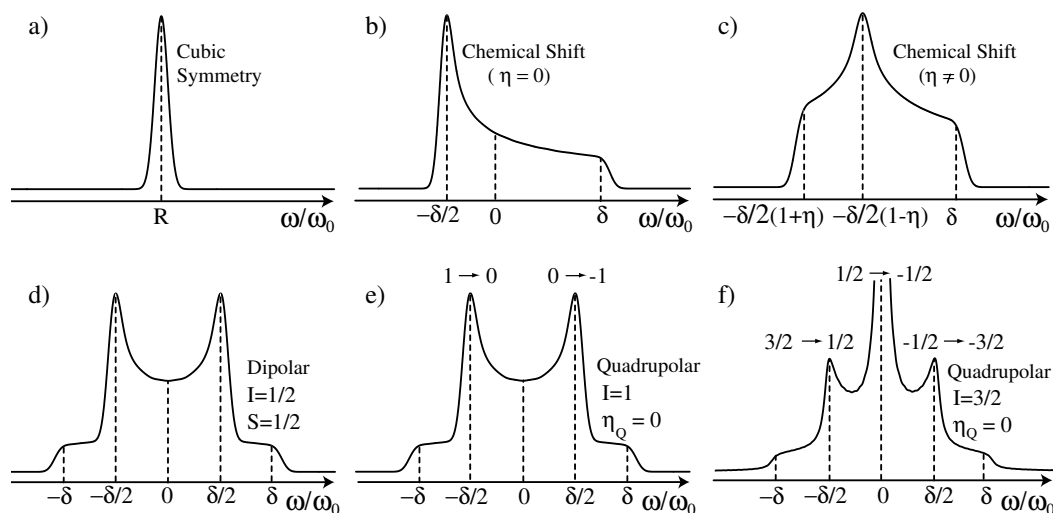 a)
Cubic
Symmetry
R
ω/ω₀
b)
Chemical Shift
( η = 0)
−δ/2
0
δ
ω/ω₀
c)
Chemical Shift
(η ≠ 0)
−δ/2(1+η)
−δ/2(1-η)
δ
ω/ω₀
d)
Dipolar
I=1/2
S=1/2
−δ
−δ/2
0
δ/2
δ
ω/ω₀
e)
1 → 0
0 → -1
Quadrupolar
I=1
η_Q = 0
−δ
−δ/2
0
δ/2
δ
ω/ω₀
f)
1/2 → -1/2
3/2 → 1/2
-1/2 → -3/2
Quadrupolar
I=3/2
η_Q = 0
−δ
−δ/2
0
δ/2
δ
ω/ω₀